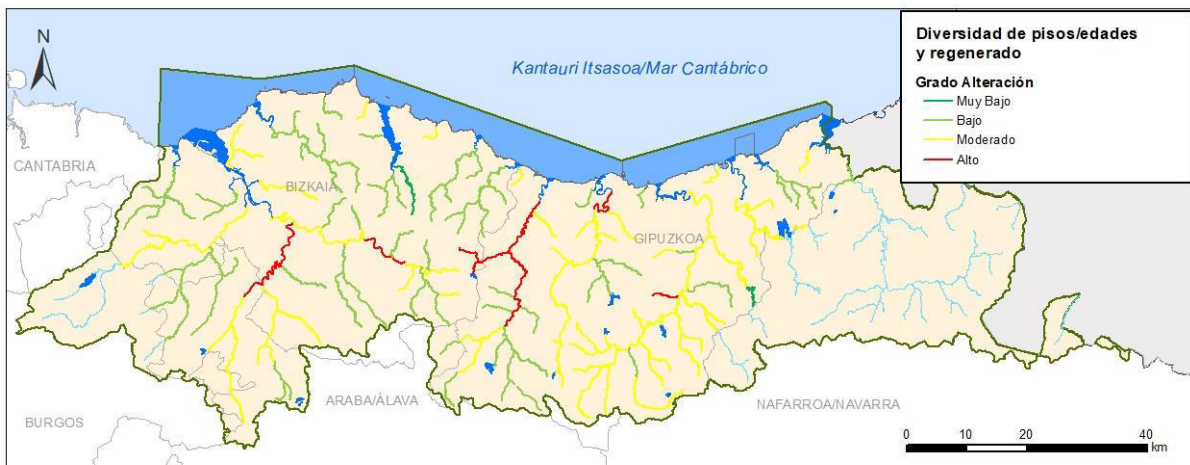 N
Kantauri Itsasoa/Mar Cantábrico
Diversidad de pisos/edades
y regenerado
Grado Alteración
Muy Bajo
Bajo
Moderado
Alto
CANTABRIA
BIZKAIA
GIPUZKOA
BURGOS
ARABA/ÀLAVA
NAFARROA/NAVARRA
0 10 20 40
km